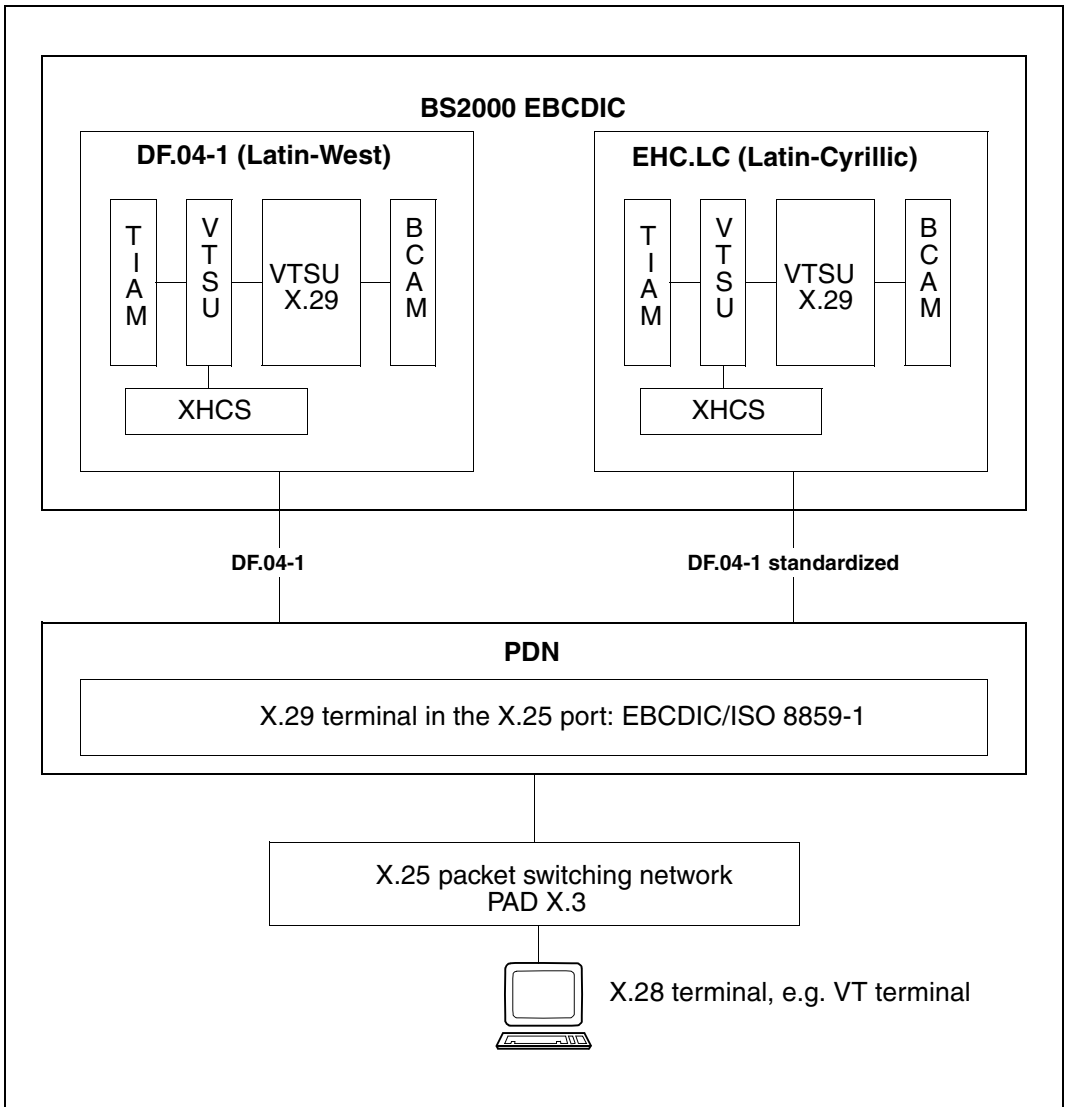 BS2000 EBCDIC
DF.04-1 (Latin-West)
TIAM
VTSU
VTSU
X.29
BCAM
XHCS
EHC.LC (Latin-Cyrillic)
TIAM
VTSU
VTSU
X.29
BCAM
XHCS
DF.04-1
DF.04-1 standardized
PDN
X.29 terminal in the X.25 port: EBCDIC/ISO 8859-1
X.25 packet switching network
PAD X.3
X.28 terminal, e.g. VT terminal